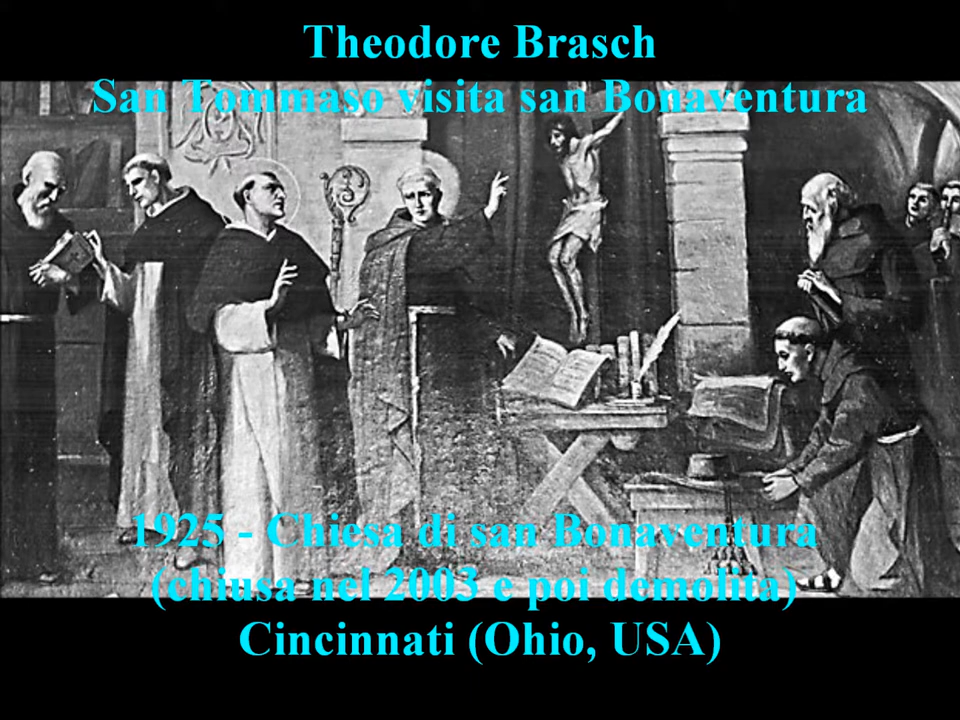 Theodore Brasch
San Tommaso visita san Bonaventura
1925 - Chiesa di san Bonaventura
(chiusa nel 2003 e poi demolita)
Cincinnati (Ohio, USA)